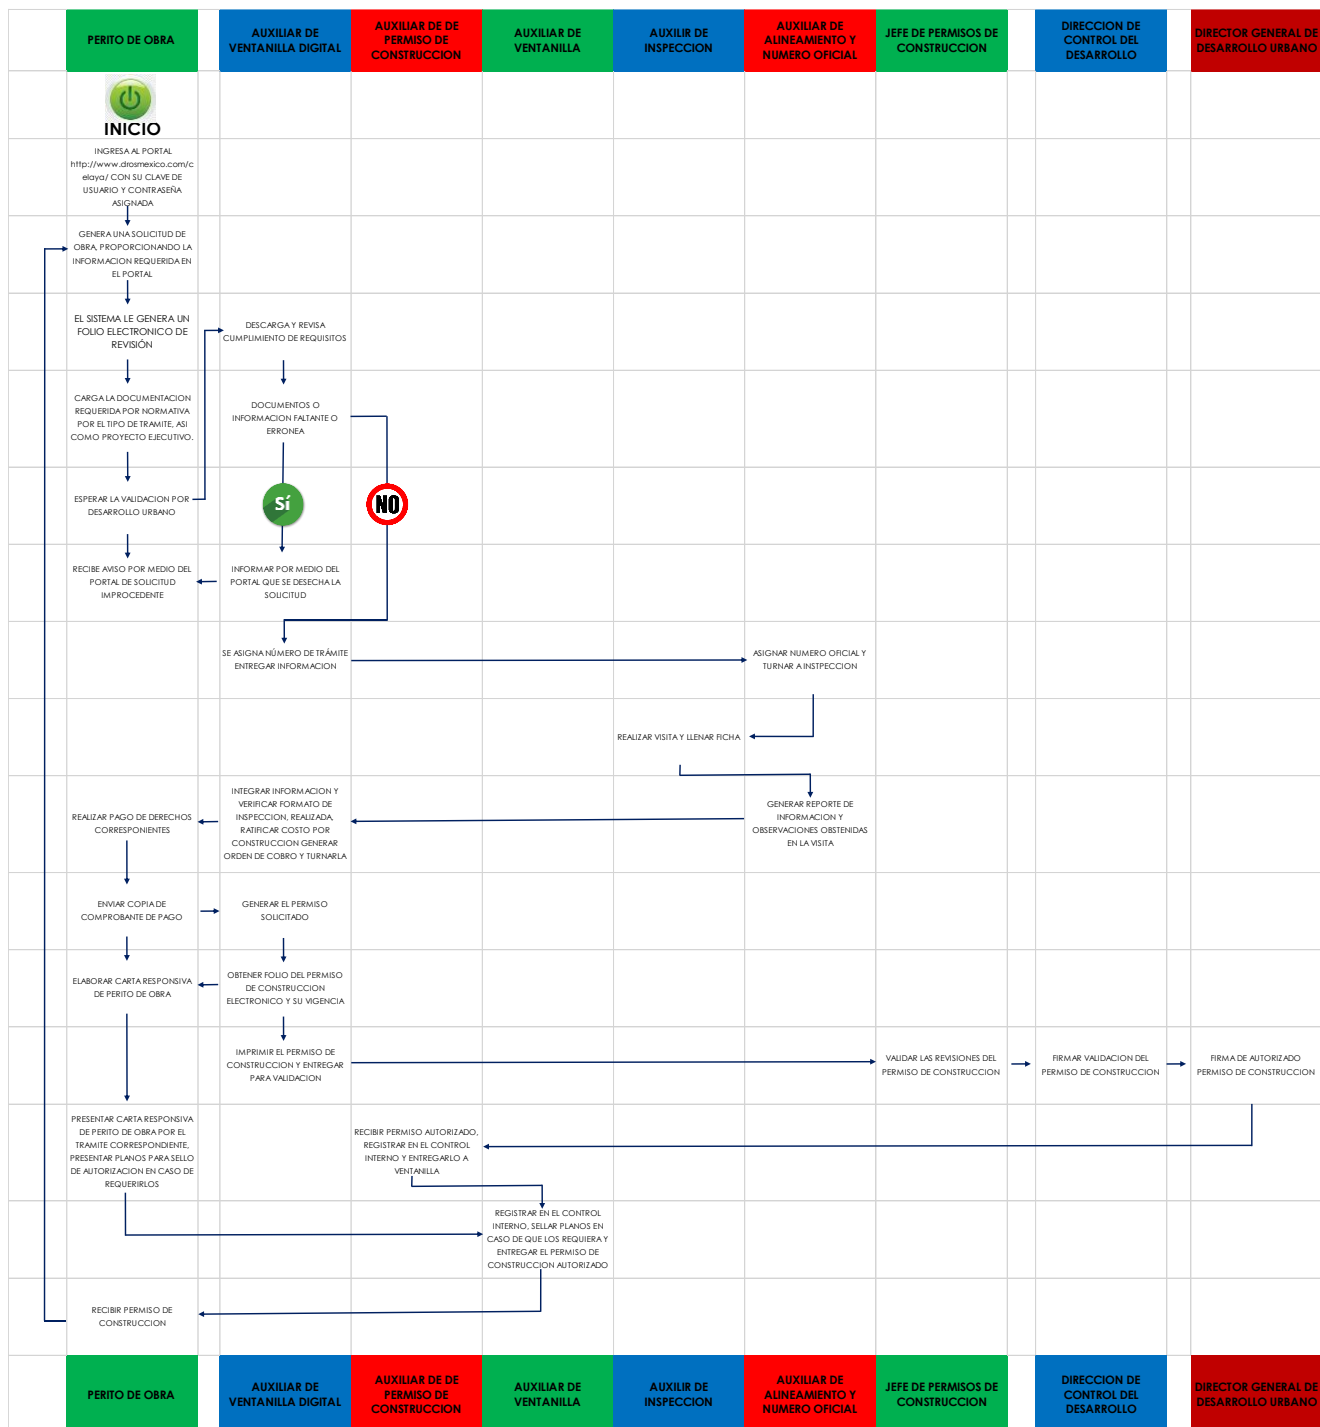 PERITO DE OBRA
AUXILIAR DE
VENTANILLA DIGITAL
AUXILIAR DE DE
PERMISO DE
CONSTRUCCION
AUXILIAR DE
VENTANILLA
AUXILIR DE
INSPECCION
AUXILIAR DE
ALINEAMIENTO Y
NUMERO OFICIAL
JEFE DE PERMISOS DE
CONSTRUCCION
DIRECCION DE
CONTROL DEL
DESARROLLO
DIRECTOR GENERAL DE
DESARROLLO URBANO
INICIO
INGRESA AL PORTAL
http://www.drosmexico.com/c
elaya/ CON SU CLAVE DE
USUARIO Y CONTRASEÑA
ASIGNADA
GENERA UNA SOLICITUD DE
OBRA, PROPORCIONANDO LA
INFORMACION REQUERIDA EN
EL PORTAL
EL SISTEMA LE GENERA UN
FOLIO ELECTRONICO DE
REVISIÓN
DESCARGA Y REVISA
CUMPLIMIENTO DE REQUISITOS
CARGA LA DOCUMENTACION
REQUERIDA POR NORMATIVA
POR EL TIPO DE TRAMITE, ASI
COMO PROYECTO EJECUTIVO.
DOCUMENTOS O
INFORMACION FALTANTE O
ERRONEA
ESPERAR LA VALIDACION POR
DESARROLLO URBANO
Sí
NO
RECIBE AVISO POR MEDIO DEL
PORTAL DE SOLICITUD
IMPROCEDENTE
INFORMAR POR MEDIO DEL
PORTAL QUE SE DESECHA LA
SOLICITUD
SE ASIGNA NÚMERO DE TRÁMITE
ENTREGAR INFORMACION
ASIGNAR NUMERO OFICIAL Y
TURNAR A INSTPECCION
REALIZAR VISITA Y LLENAR FICHA
REALIZAR PAGO DE DERECHOS
CORRESPONIENTES
INTEGRAR INFORMACION Y
VERIFICAR FORMATO DE
INSPECCION, REALIZADA,
RATIFICAR COSTO POR
CONSTRUCCION GENERAR
ORDEN DE COBRO Y TURNARLA
GENERAR REPORTE DE
INFORMACION Y
OBSERVACIONES OBSTENIDAS
EN LA VISITA
ENVIAR COPIA DE
COMPROBANTE DE PAGO
GENERAR EL PERMISO
SOLICITADO
ELABORAR CARTA RESPONSIVA
DE PERITO DE OBRA
OBTENER FOLIO DEL PERMISO
DE CONSTRUCCION
ELECTRONICO Y SU VIGENCIA
IMPRIMIR EL PERMISO DE
CONSTRUCCION Y ENTREGAR
PARA VALIDACION
VALIDAR LAS REVISIONES DEL
PERMISO DE CONSTRUCCION
FIRMAR VALIDACION DEL
PERMISO DE CONSTRUCCION
FIRMA DE AUTORIZADO
PERMISO DE CONSTRUCCION
PRESENTAR CARTA RESPONSIVA
DE PERITO DE OBRA POR EL
TRAMITE CORRESPONDIENTE,
PRESENTAR PLANOS PARA SELLO
DE AUTORIZACION EN CASO DE
REQUERIRLOS
RECIBIR PERMISO AUTORIZADO,
REGISTRAR EN EL CONTROL
INTERNO Y ENTREGARLO A
VENTANILLA
REGISTRAR EN EL CONTROL
INTERNO, SELLAR PLANOS EN
CASO DE QUE LOS REQUIERA Y
ENTREGAR EL PERMISO DE
CONSTRUCCION AUTORIZADO
RECIBIR PERMISO DE
CONSTRUCCION
PERITO DE OBRA
AUXILIAR DE
VENTANILLA DIGITAL
AUXILIAR DE DE
PERMISO DE
CONSTRUCCION
AUXILIAR DE
VENTANILLA
AUXILIR DE
INSPECCION
AUXILIAR DE
ALINEAMIENTO Y
NUMERO OFICIAL
JEFE DE PERMISOS DE
CONSTRUCCION
DIRECCION DE
CONTROL DEL
DESARROLLO
DIRECTOR GENERAL DE
DESARROLLO URBANO